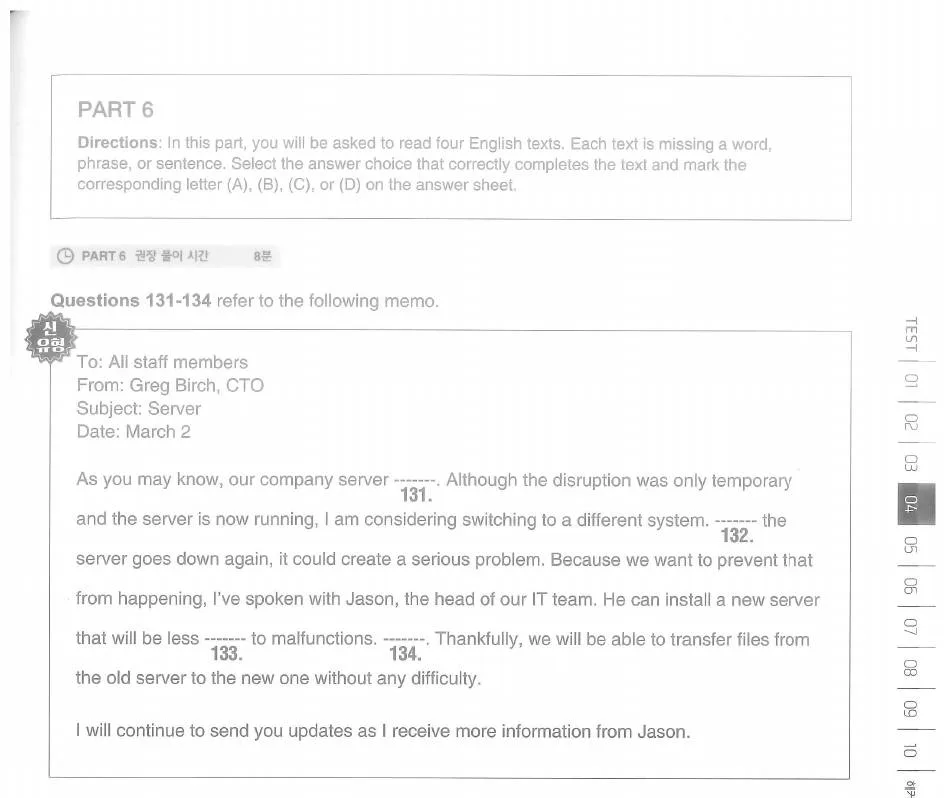 PART 6
Directions: In this part, you will be asked to read four English texts. Each text is missing a word,
phrase, or sentence. Select the answer choice that correctly completes the text and mark the
corresponding letter (A), (B), (C), or (D) on the answer sheet.
PART 6 권장 풀이 시간 8분
Questions 131-134 refer to the following memo.
신
유형
To: All staff members
From: Greg Birch, CTO
Subject: Server
Date: March 2
As you may know, our company server -------. Although the disruption was only temporary
131.
and the server is now running, I am considering switching to a different system. ------- the
132.
server goes down again, it could create a serious problem. Because we want to prevent that
from happening, I've spoken with Jason, the head of our IT team. He can install a new server
that will be less ------- to malfunctions. -------. Thankfully, we will be able to transfer files from
133. 134.
the old server to the new one without any difficulty.
I will continue to send you updates as I receive more information from Jason.
TEST
01
02
03
04
05
06
07
08
09
10